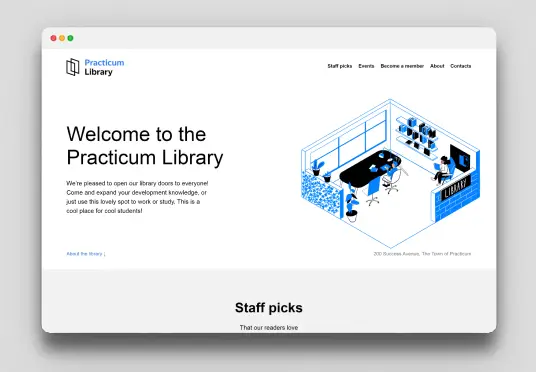 Practicum
Library
Staff picks Events Become a member About Contacts
Welcome to the
Practicum Library
We're pleased to open our library doors to everyone!
Come and expand your development knowledge, or
just use this lovely spot to work or study. This is a
cool place for cool students!
LIBRARY
About the library ↓
200 Success Avenue, The Town of Practicum
Staff picks
That our readers love